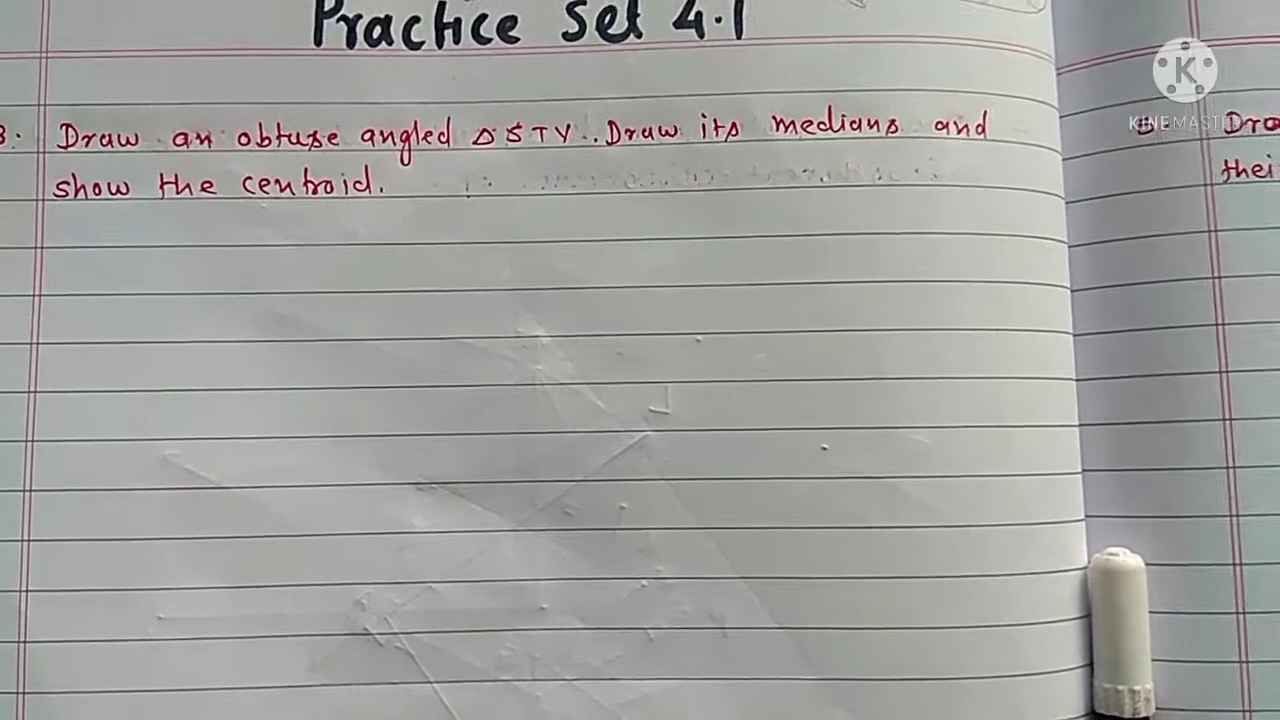 Practice Set 4.1
3. Draw an obtuse angled △STV. Draw its medians and
show the centroid.
K
KINEMASTER
Dra
thei